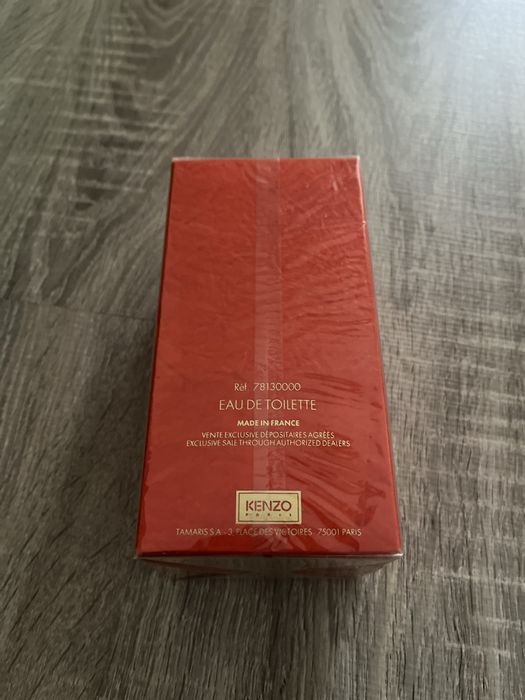 Réf. 78130000
EAU DE TOILETTE
MADE IN FRANCE
VENTE EXCLUSIVE DÉPOSITAIRES AGRÉÉS
EXCLUSIVE SALE THROUGH AUTHORIZED DEALERS
KENZO
PARIS
TAMARIS S.A - 3, PLACE DES VICTOIRES 75001 PARIS